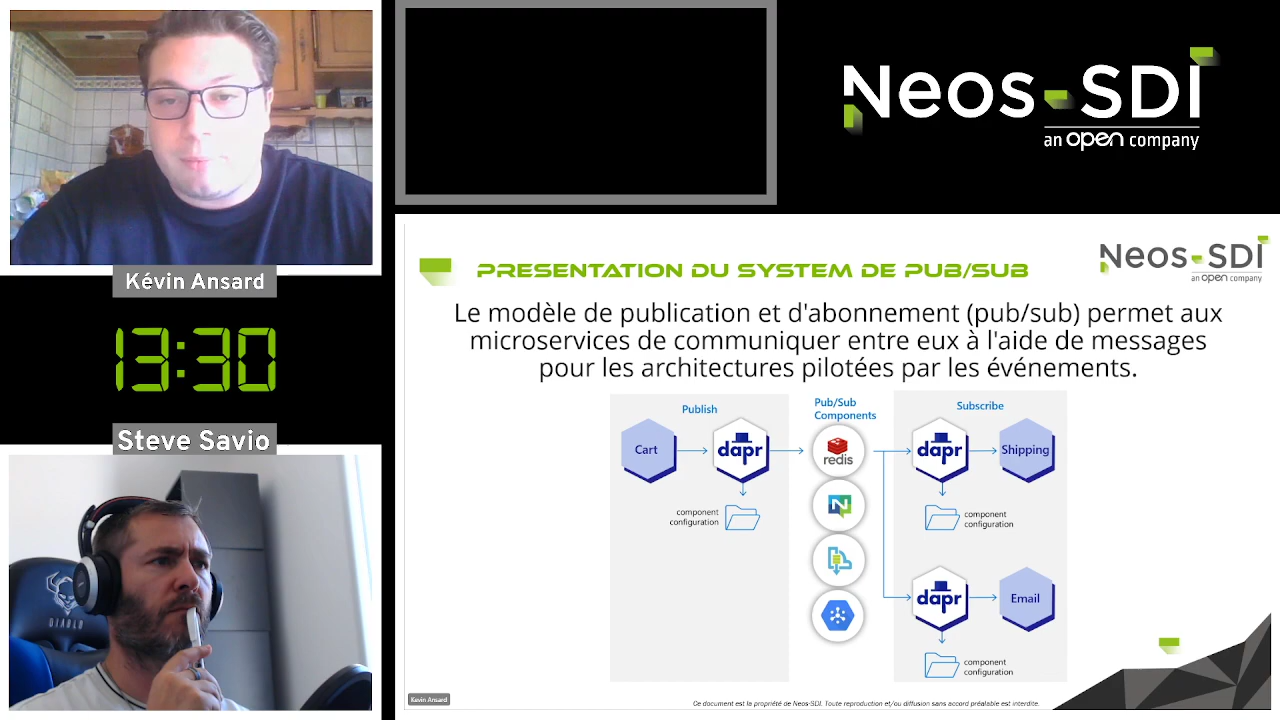 Neos-SDI
an open company
Kévin Ansard
13:30
Steve Savio
DIABLO
PRESENTATION DU SYSTEM DE PUB/SUB
Neos-SDI
an open company
Le modèle de publication et d'abonnement (pub/sub) permet aux
microservices de communiquer entre eux à l'aide de messages
pour les architectures pilotées par les événements.
Publish
Pub/Sub
Components
Subscribe
Cart
dapr
redis
dapr
Shipping
component
configuration
N
component
configuration
dapr
Email
component
configuration
Kevin Ansard
Ce document est la propriété de Neos-SDI. Toute reproduction et/ou diffusion sans accord préalable est interdite.